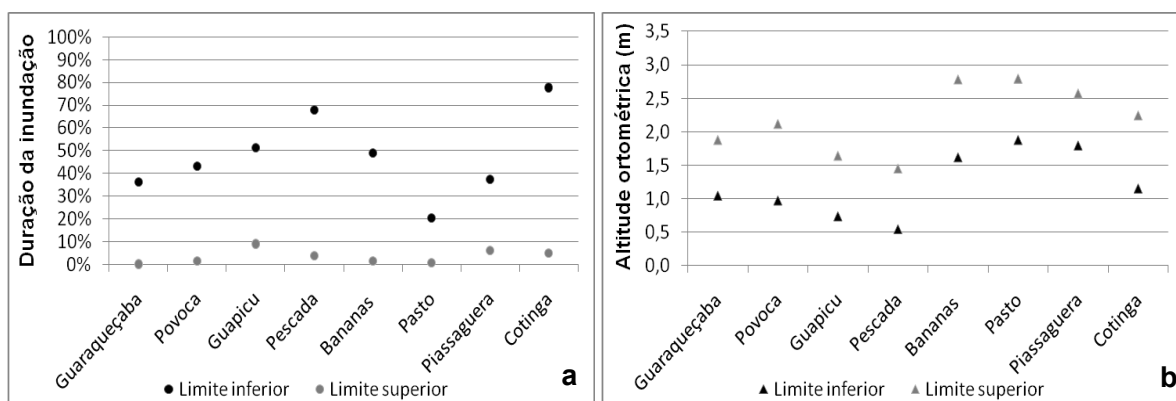 Duração da inundação
100%
90%
80%
70%
60%
50%
40%
30%
20%
10%
0%
Guaraqueçaba
Povoca
Guapicu
Pescada
Bananas
Pasto
Piassaguera
Cotinga
Limite inferior
Limite superior
a
Altitude ortométrica (m)
3,5
3,0
2,5
2,0
1,5
1,0
0,5
0,0
Guaraqueçaba
Povoca
Guapicu
Pescada
Bananas
Pasto
Piassaguera
Cotinga
Limite inferior
Limite superior
b